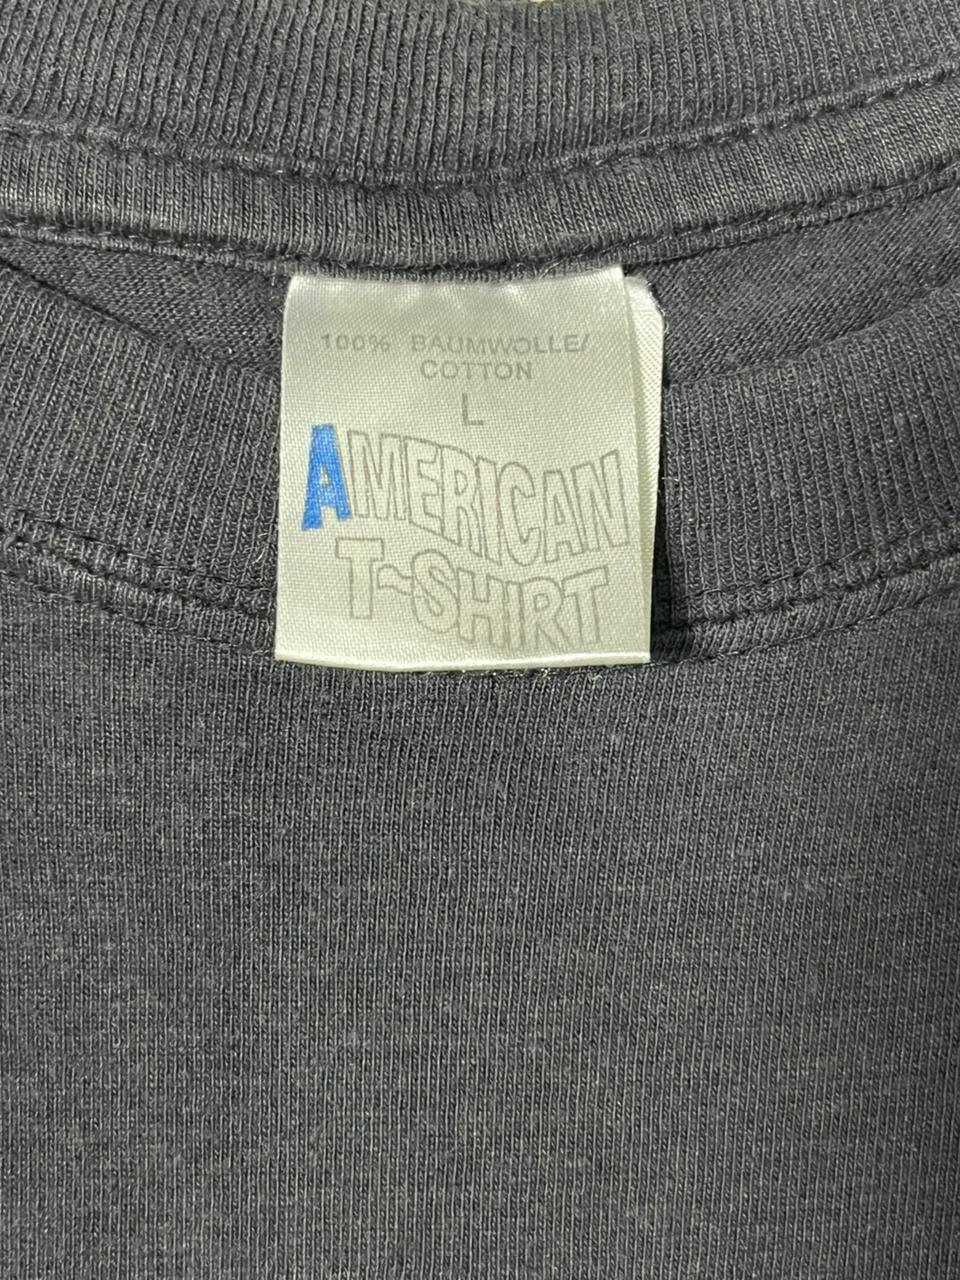 100% BAUMWOLLE/
COTTON
L
AMERICAN
T~SHIRT